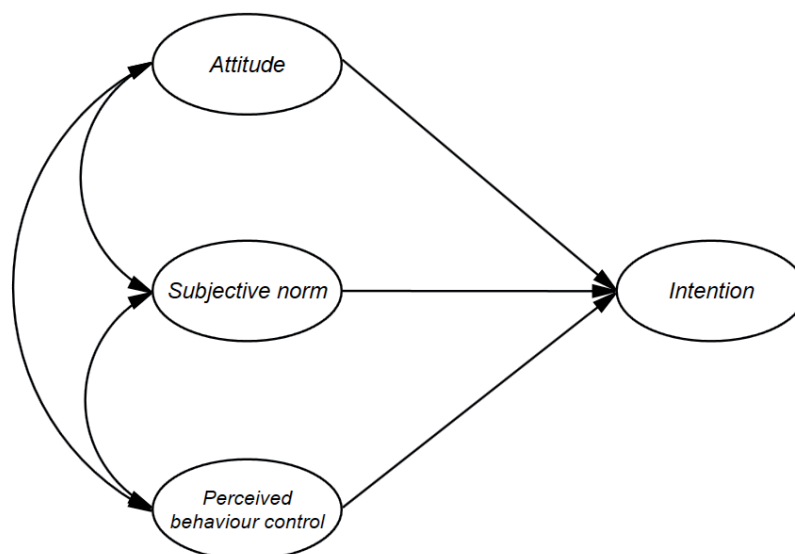 Attitude
Subjective norm
Intention
Perceived
behaviour control